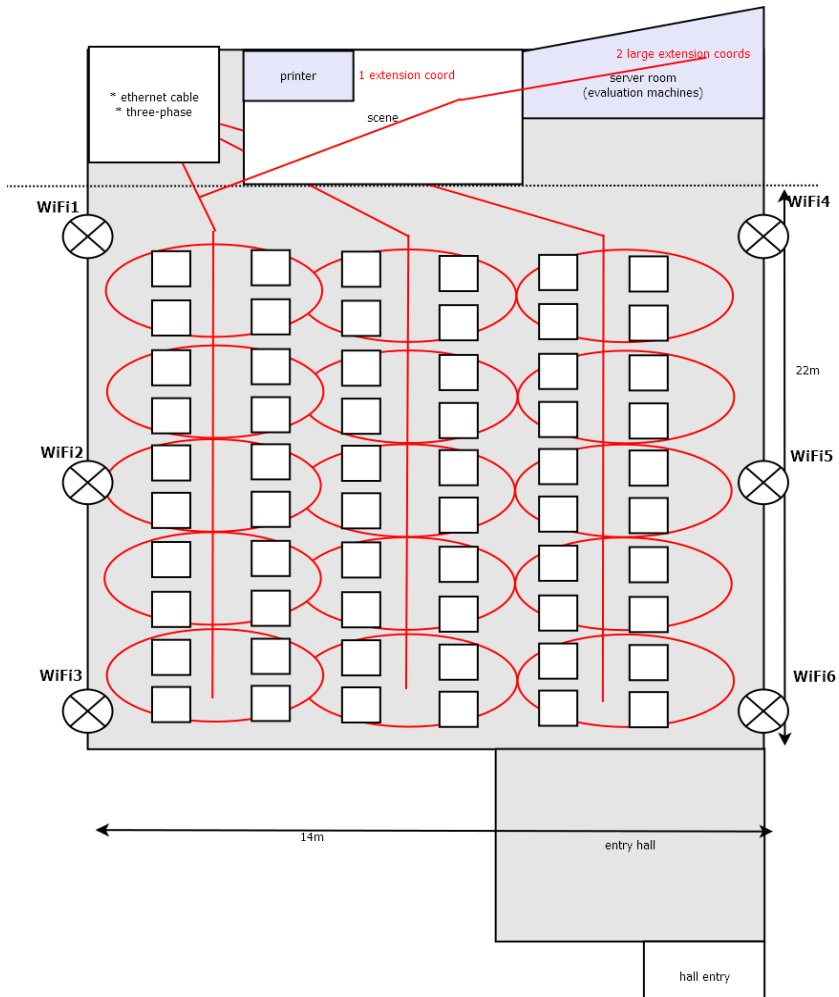 2 large extension coords
printer
1 extension coord
server room
(evaluation machines)
* ethernet cable
* three-phase
scene
WiFi1
WiFi4
22m
WiFi2
WiFi5
WiFi3
WiFi6
14m
entry hall
hall entry